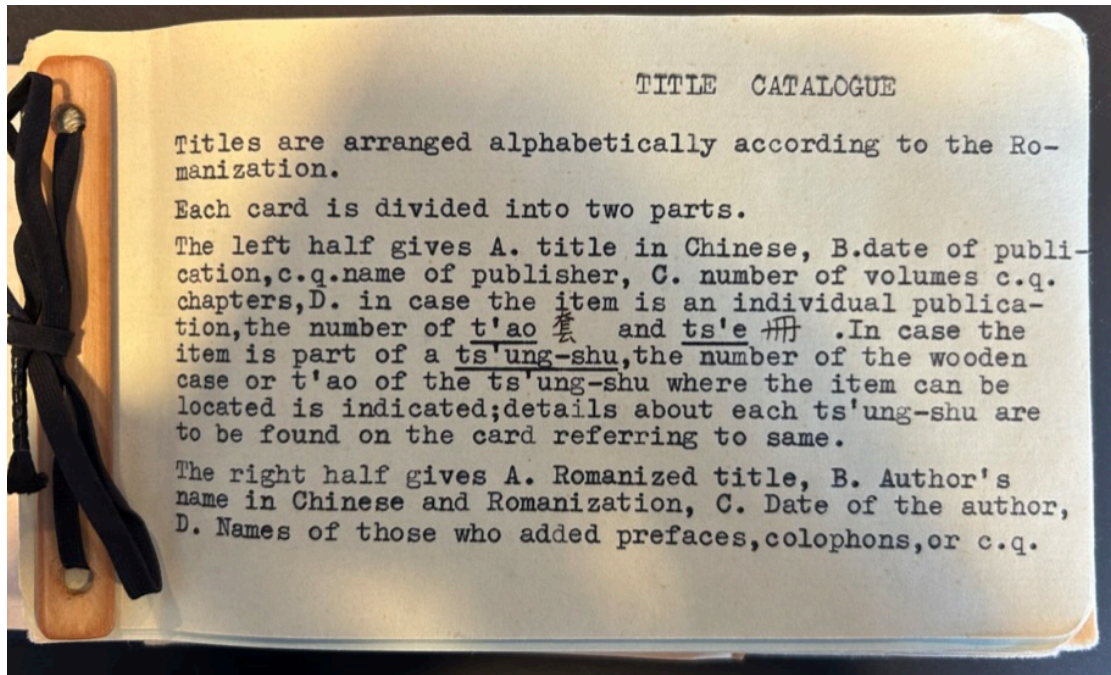 TITLE CATALOGUE
Titles are arranged alphabetically according to the Ro-
manization.
Each card is divided into two parts.
The left half gives A. title in Chinese, B.date of publi-
cation,c.q.name of publisher, C. number of volumes c.q.
chapters,D. in case the item is an individual publica-
tion,the number of t'ao 套 and ts'e 冊 .In case the
item is part of a ts'ung-shu,the number of the wooden
case or t'ao of the ts'ung-shu where the item can be
located is indicated;details about each ts'ung-shu are
to be found on the card referring to same.
The right half gives A. Romanized title, B. Author's
name in Chinese and Romanization, C. Date of the author,
D. Names of those who added prefaces,colophons,or c.q.